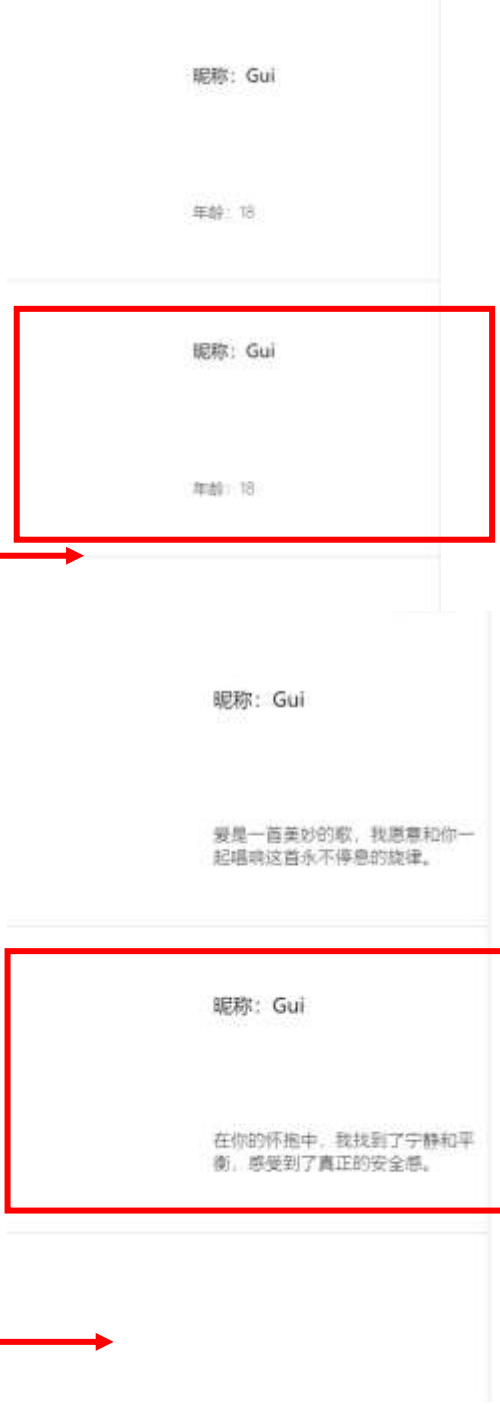 昵称：Gui
年龄：18
昵称：Gui
年龄：18
昵称：Gui
爱是一首美妙的歌，我愿意和你一
起唱响这首永不停息的旋律。
昵称：Gui
在你的怀抱中，我找到了宁静和平
衡，感受到了真正的安全感。